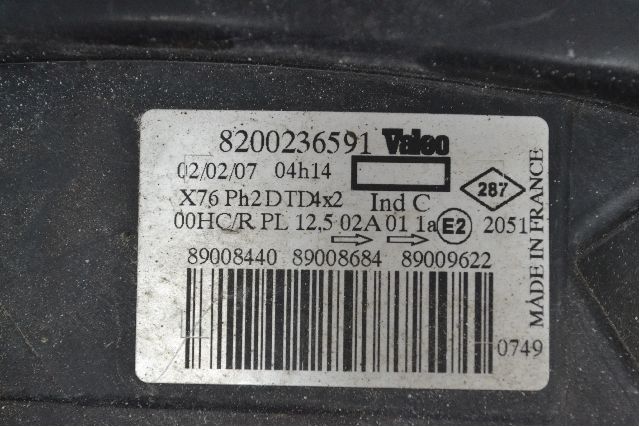 8200236591 Valeo
02/02/07 04h14
X76 Ph2 D TD4x2 Ind C 287
00HC/R PL 12,5 02A 01 1a E2 2051
89008440 89008684 89009622
0749
MADE IN FRANCE